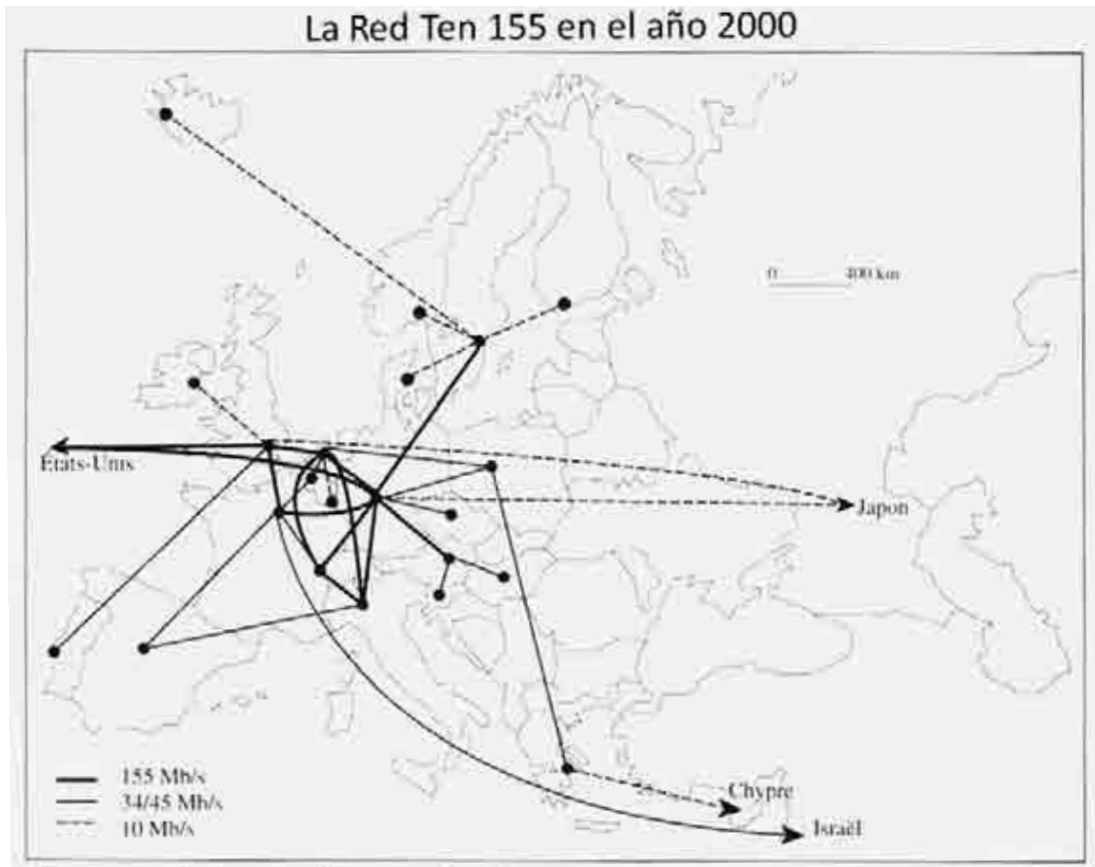 La Red Ten 155 en el año 2000
0 400 km
États-Unis
Japon
155 Mb/s
34/45 Mb/s
10 Mb/s
Chypre
Israël